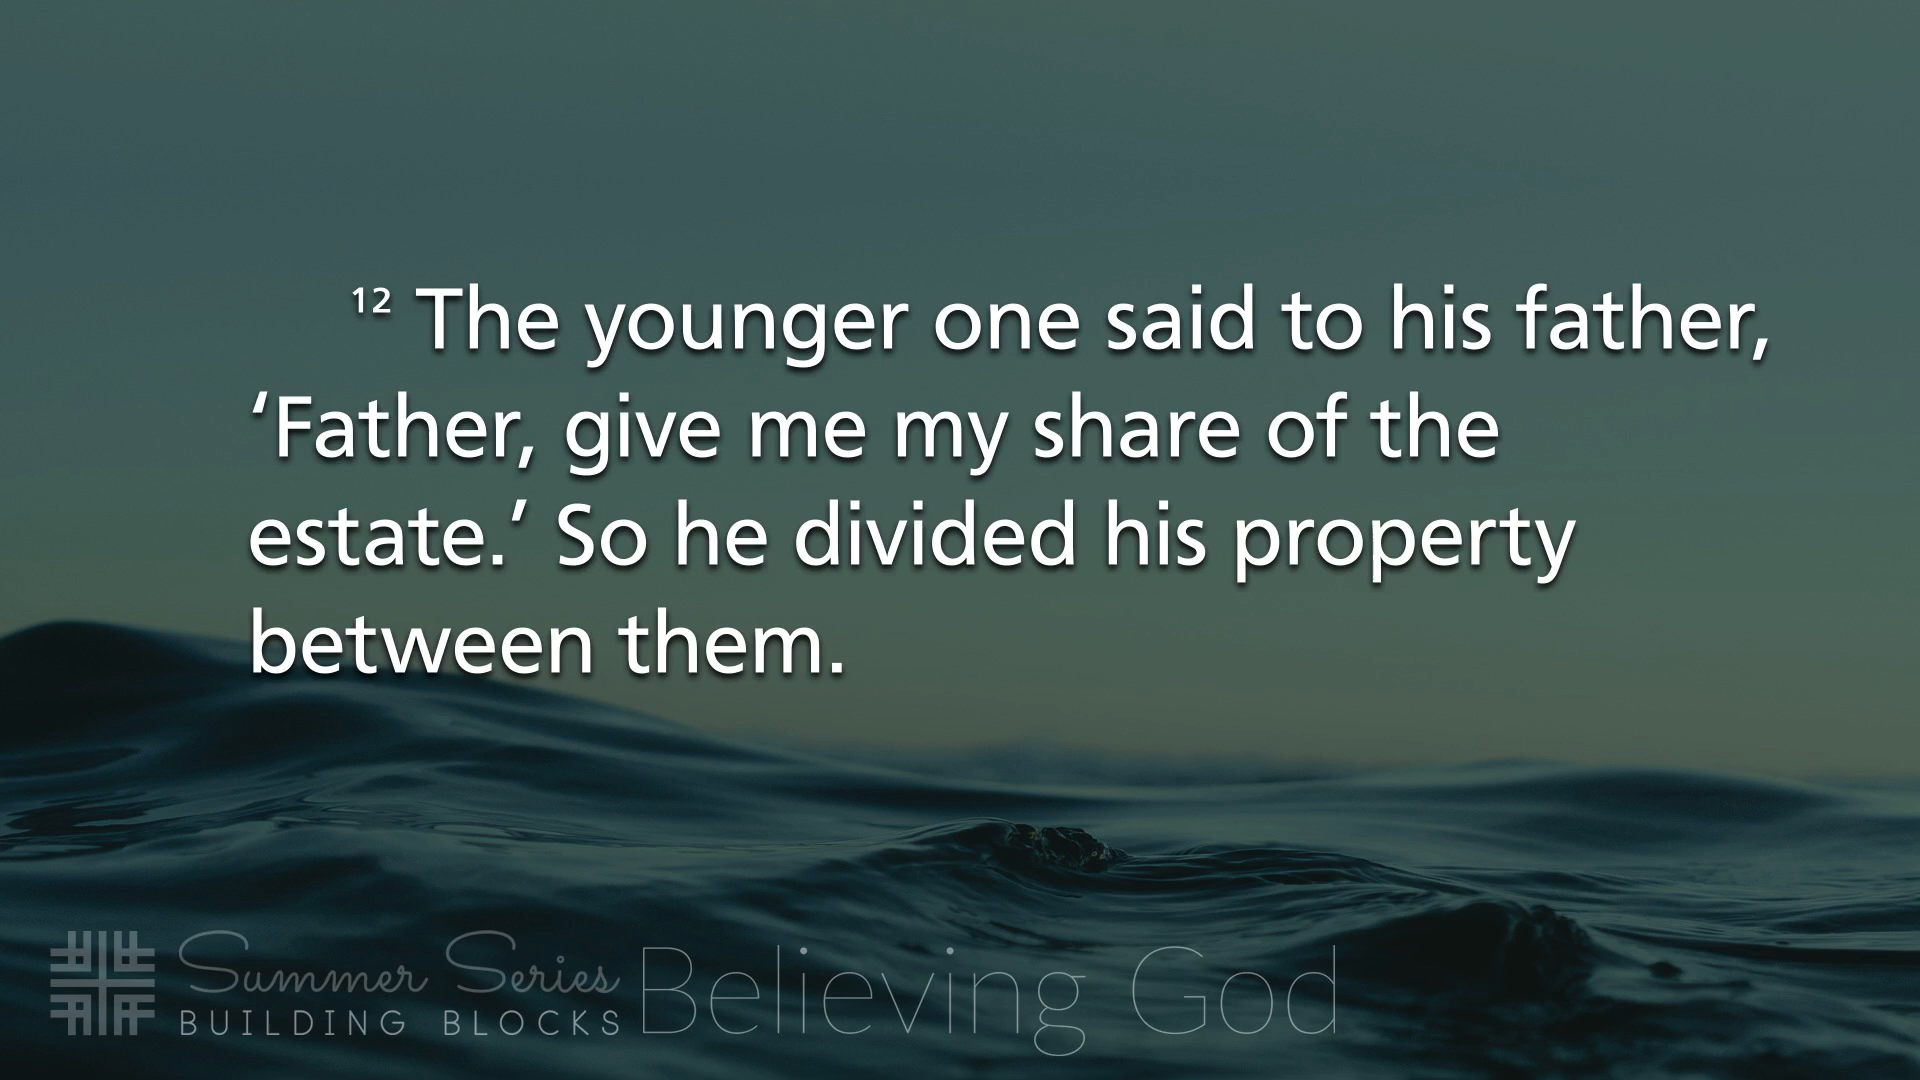 ¹² The younger one said to his father,
‘Father, give me my share of the
estate.’ So he divided his property
between them.
Summer Series
BUILDING BLOCKS
Believing God